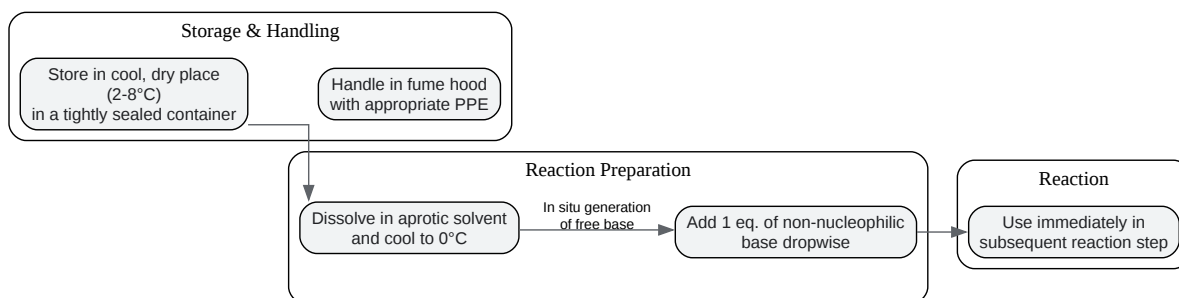 Storage & Handling
Store in cool, dry place
(2-8°C)
in a tightly sealed container
Handle in fume hood
with appropriate PPE
Reaction Preparation
Dissolve in aprotic solvent
and cool to 0°C
In situ generation
of free base
Add 1 eq. of non-nucleophilic
base dropwise
Reaction
Use immediately in
subsequent reaction step